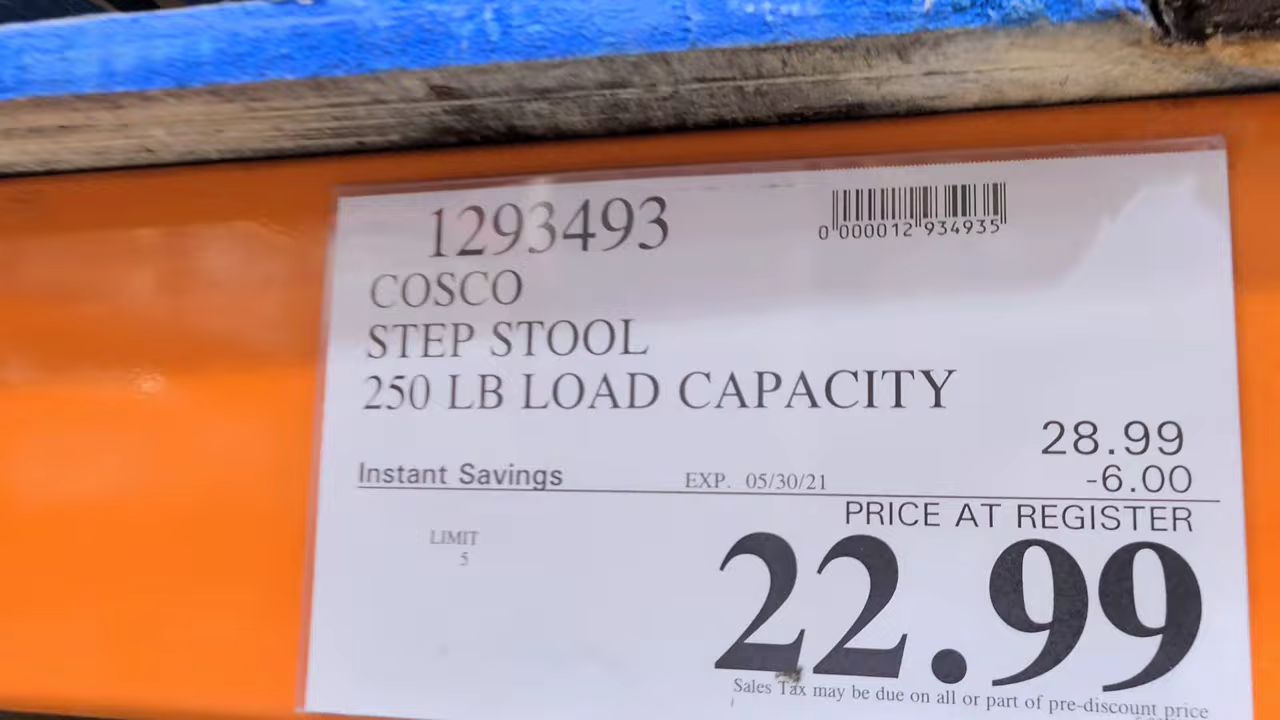 1293493
0 000012 934935
COSCO
STEP STOOL
250 LB LOAD CAPACITY
28.99
Instant Savings EXP. 05/30/21 -6.00
PRICE AT REGISTER
LIMIT
5
22.99
Sales Tax may be due on all or part of pre-discount price